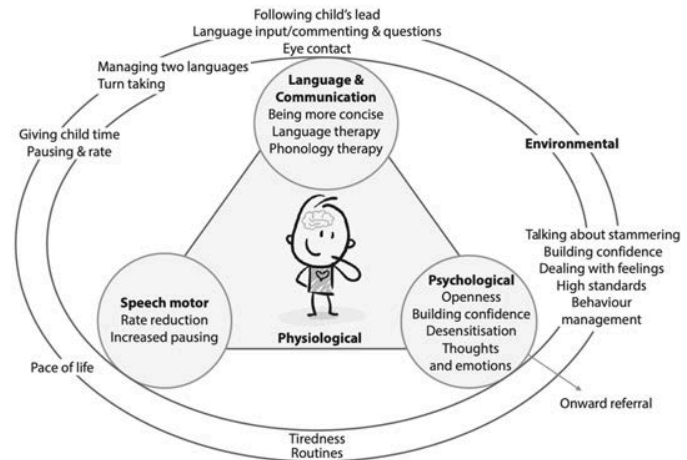 Following child's lead
Language input/commenting & questions
Eye contact
Managing two languages
Turn taking
Language &
Communication
Being more concise
Language therapy
Phonology therapy
Giving child time
Pausing & rate
Environmental
Talking about stammering
Building confidence
Dealing with feelings
High standards
Behaviour
management
Speech motor
Rate reduction
Increased pausing
Physiological
Psychological
Openness
Building confidence
Desensitisation
Thoughts
and emotions
Pace of life
Onward referral
Tiredness
Routines